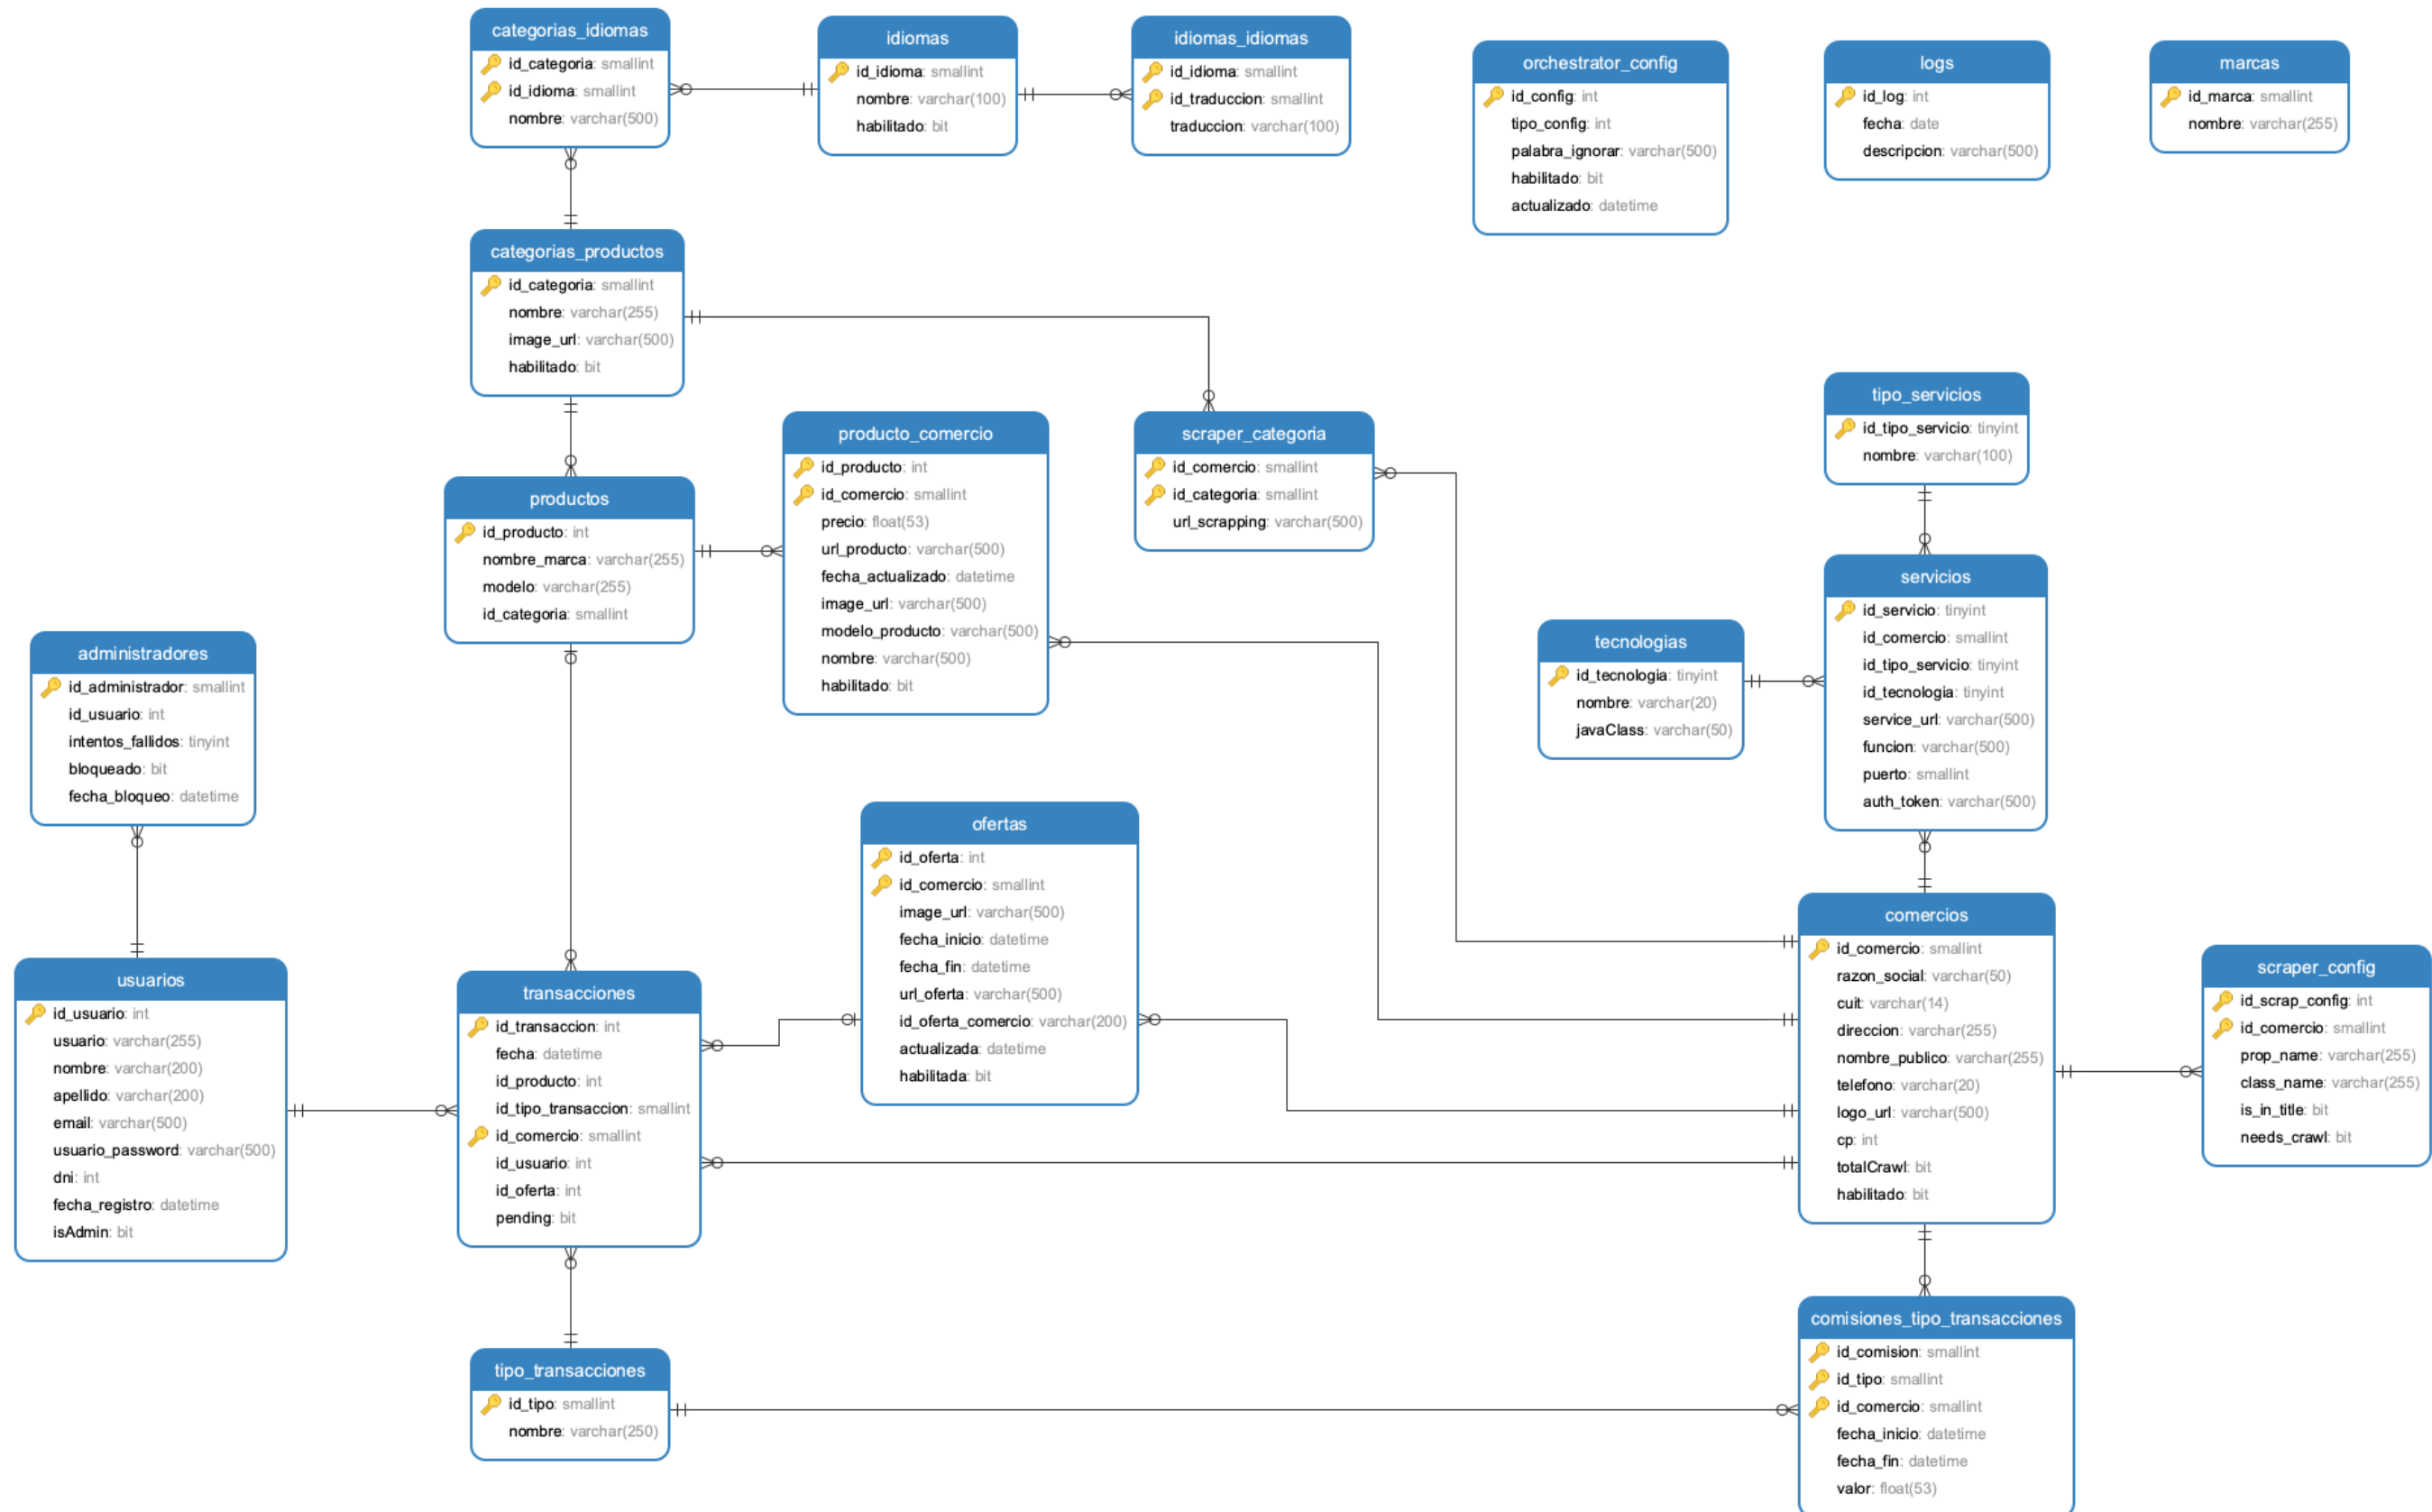 categorias_idiomas
id_categoria: smallint
id_idioma: smallint
nombre: varchar(500)
idiomas
id_idioma: smallint
nombre: varchar(100)
habilitado: bit
idiomas_idiomas
id_idioma: smallint
id_traduccion: smallint
traduccion: varchar(100)
orchestrator_config
id_config: int
tipo_config: int
palabra_ignorar: varchar(500)
habilitado: bit
actualizado: datetime
logs
id_log: int
fecha: date
descripcion: varchar(500)
marcas
id_marca: smallint
nombre: varchar(255)
categorias_productos
id_categoria: smallint
nombre: varchar(255)
image_url: varchar(500)
habilitado: bit
productos
id_producto: int
nombre_marca: varchar(255)
modelo: varchar(255)
id_categoria: smallint
producto_comercio
id_producto: int
id_comercio: smallint
precio: float(53)
url_producto: varchar(500)
fecha_actualizado: datetime
image_url: varchar(500)
modelo_producto: varchar(500)
nombre: varchar(500)
habilitado: bit
scraper_categoria
id_comercio: smallint
id_categoria: smallint
url_scrapping: varchar(500)
tipo_servicios
id_tipo_servicio: tinyint
nombre: varchar(100)
servicios
id_servicio: tinyint
id_comercio: smallint
id_tipo_servicio: tinyint
id_tecnologia: tinyint
service_url: varchar(500)
funcion: varchar(500)
puerto: smallint
auth_token: varchar(500)
tecnologias
id_tecnologia: tinyint
nombre: varchar(20)
javaClass: varchar(50)
administradores
id_administrador: smallint
id_usuario: int
intentos_fallidos: tinyint
bloqueado: bit
fecha_bloqueo: datetime
usuarios
id_usuario: int
usuario: varchar(255)
nombre: varchar(200)
apellido: varchar(200)
email: varchar(500)
usuario_password: varchar(500)
dni: int
fecha_registro: datetime
isAdmin: bit
transacciones
id_transaccion: int
fecha: datetime
id_producto: int
id_tipo_transaccion: smallint
id_comercio: smallint
id_usuario: int
id_oferta: int
pending: bit
ofertas
id_oferta: int
id_comercio: smallint
image_url: varchar(500)
fecha_inicio: datetime
fecha_fin: datetime
url_oferta: varchar(500)
id_oferta_comercio: varchar(200)
actualizada: datetime
habilitada: bit
comercios
id_comercio: smallint
razon_social: varchar(50)
cuit: varchar(14)
direccion: varchar(255)
nombre_publico: varchar(255)
telefono: varchar(20)
logo_url: varchar(500)
cp: int
totalCrawl: bit
habilitado: bit
scraper_config
id_scrap_config: int
id_comercio: smallint
prop_name: varchar(255)
class_name: varchar(255)
is_in_title: bit
needs_crawl: bit
tipo_transacciones
id_tipo: smallint
nombre: varchar(250)
comisiones_tipo_transacciones
id_comision: smallint
id_tipo: smallint
id_comercio: smallint
fecha_inicio: datetime
fecha_fin: datetime
valor: float(53)